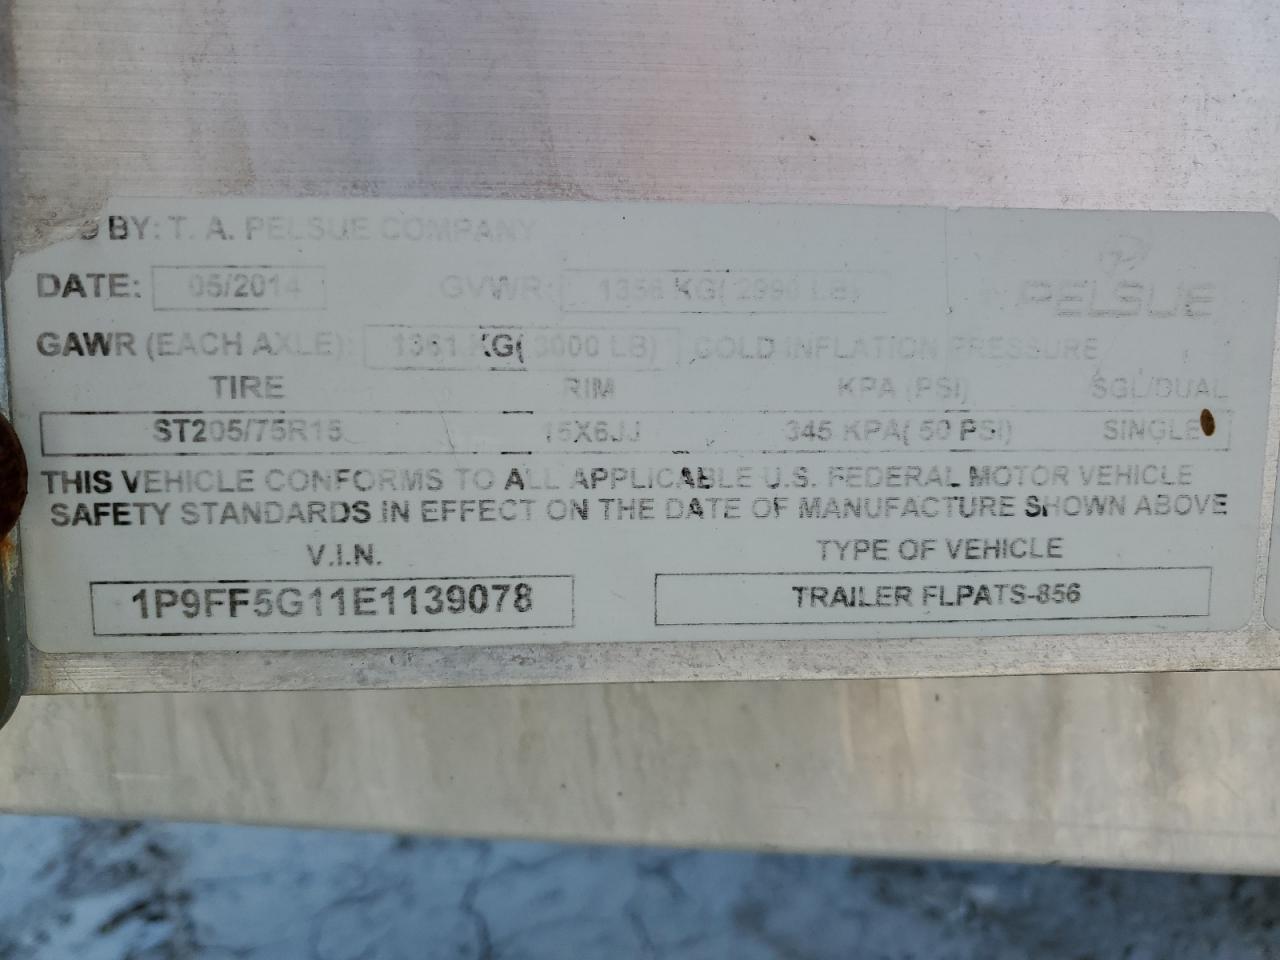 BY: T. A. PELSUE COMPANY
DATE: 05/2014 GVWR: 1356 KG( 2990 LB)
PELSUE
GAWR (EACH AXLE): 1361 KG( 3000 LB) COLD INFLATION PRESSURE
TIRE RIM KPA (PSI) SGL/DUAL
ST205/75R15 15X6JJ 345 KPA( 50 PSI) SINGLE
THIS VEHICLE CONFORMS TO ALL APPLICABLE U.S. FEDERAL MOTOR VEHICLE
SAFETY STANDARDS IN EFFECT ON THE DATE OF MANUFACTURE SHOWN ABOVE
V.I.N. TYPE OF VEHICLE
1P9FF5G11E1139078 TRAILER FLPATS-856